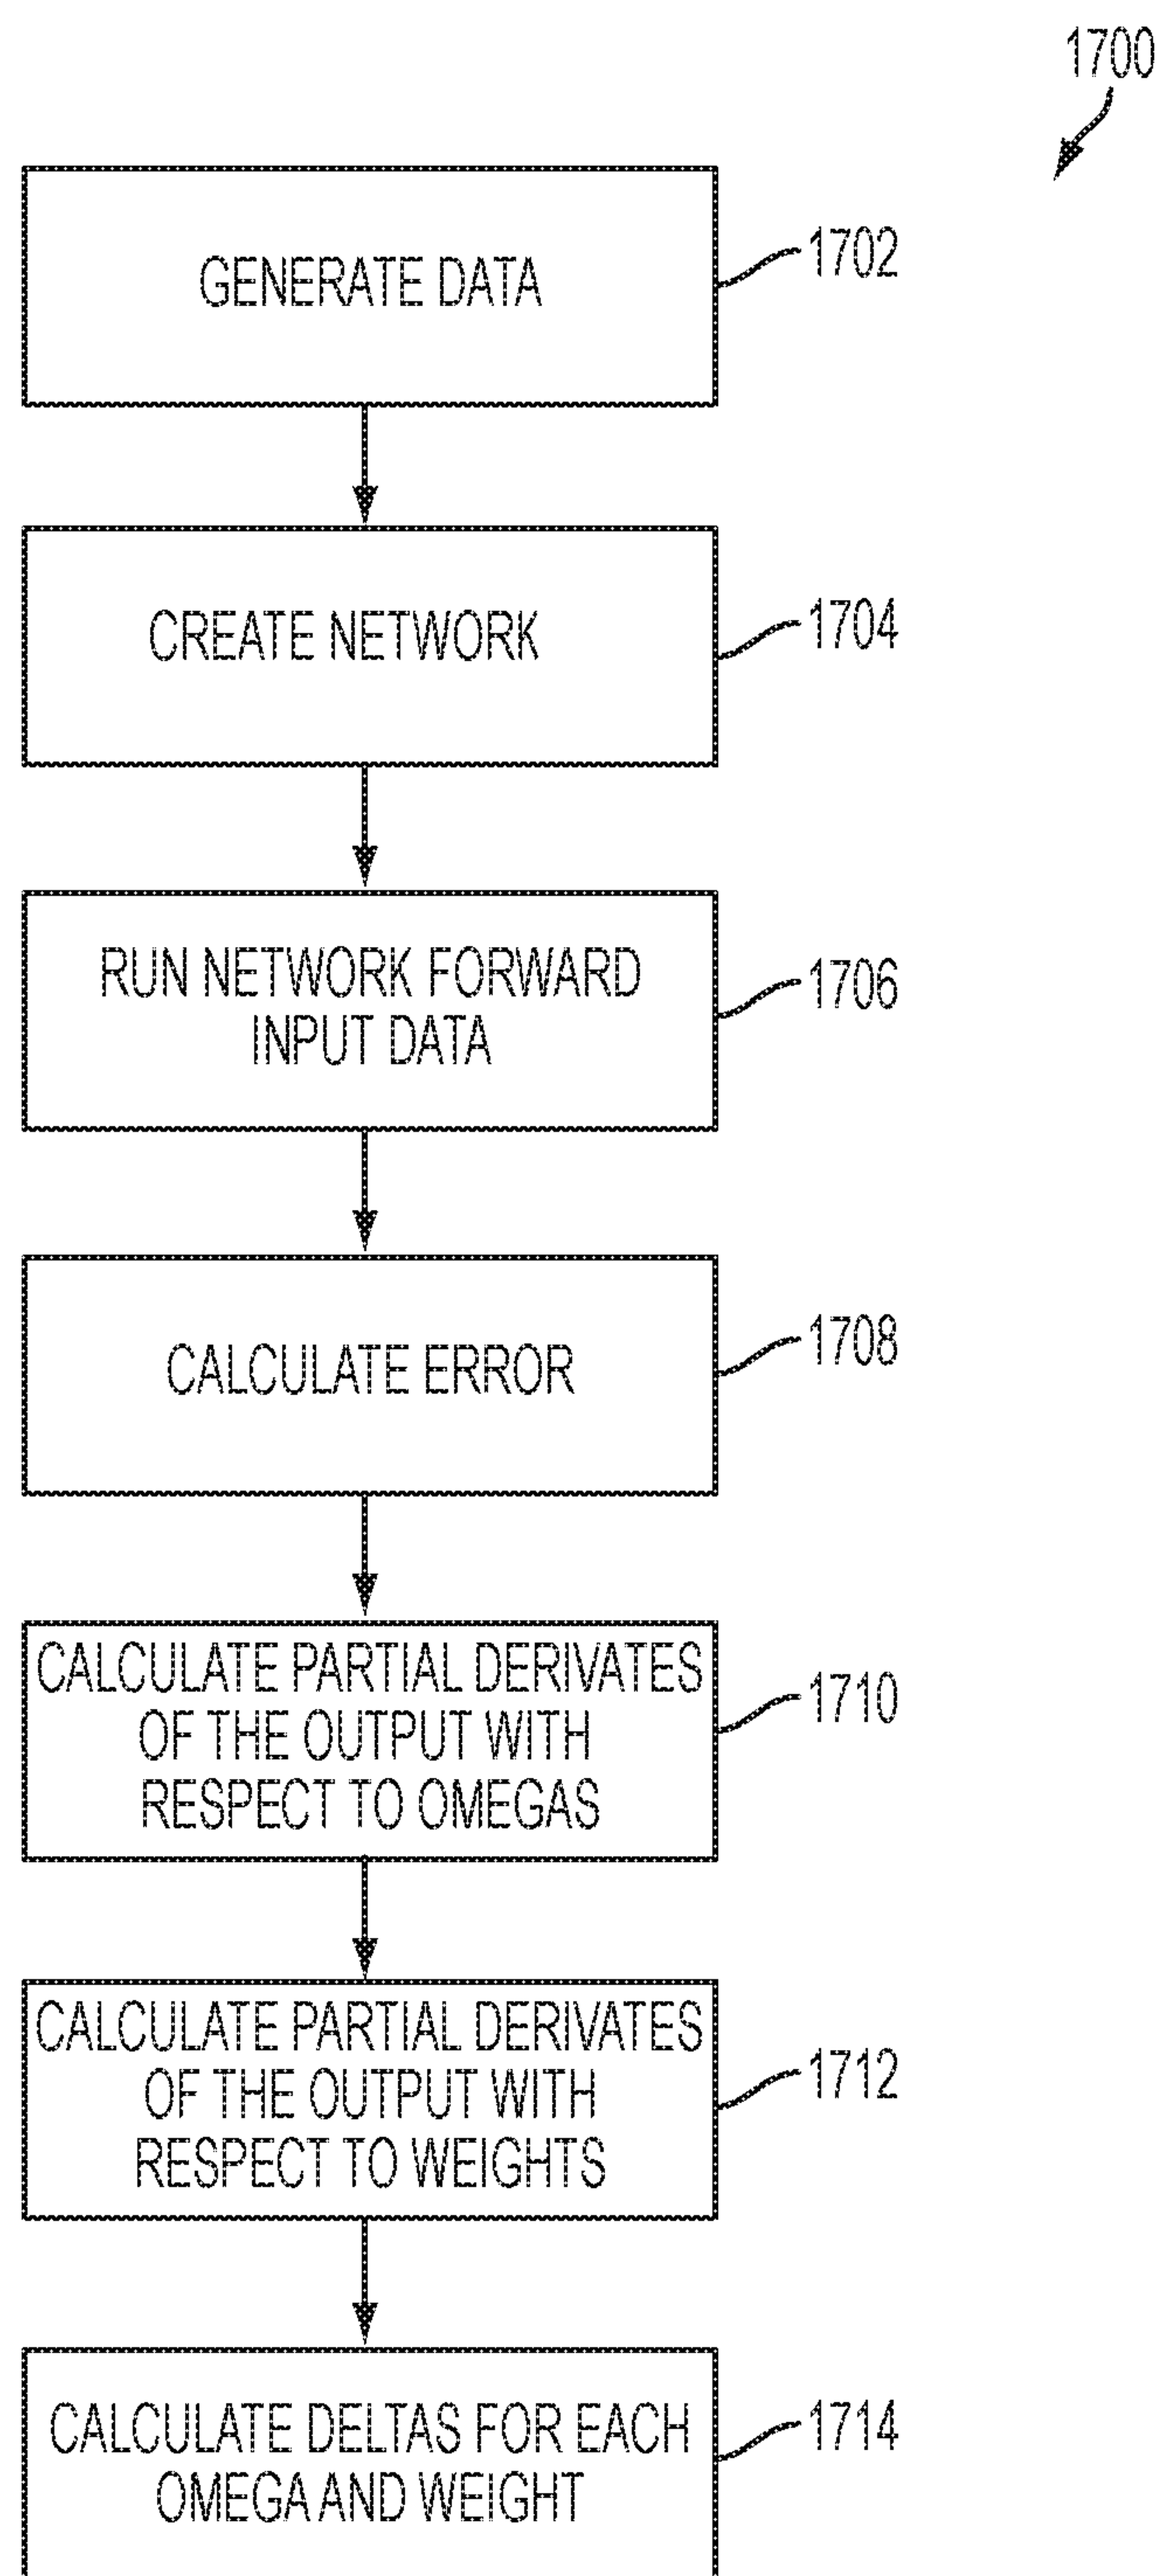 1700
GENERATE DATA
1702
CREATE NETWORK
1704
RUN NETWORK FORWARD
INPUT DATA
1706
CALCULATE ERROR
1708
CALCULATE PARTIAL DERIVATES
OF THE OUTPUT WITH
RESPECT TO OMEGAS
1710
CALCULATE PARTIAL DERIVATES
OF THE OUTPUT WITH
RESPECT TO WEIGHTS
1712
CALCULATE DELTAS FOR EACH
OMEGA AND WEIGHT
1714